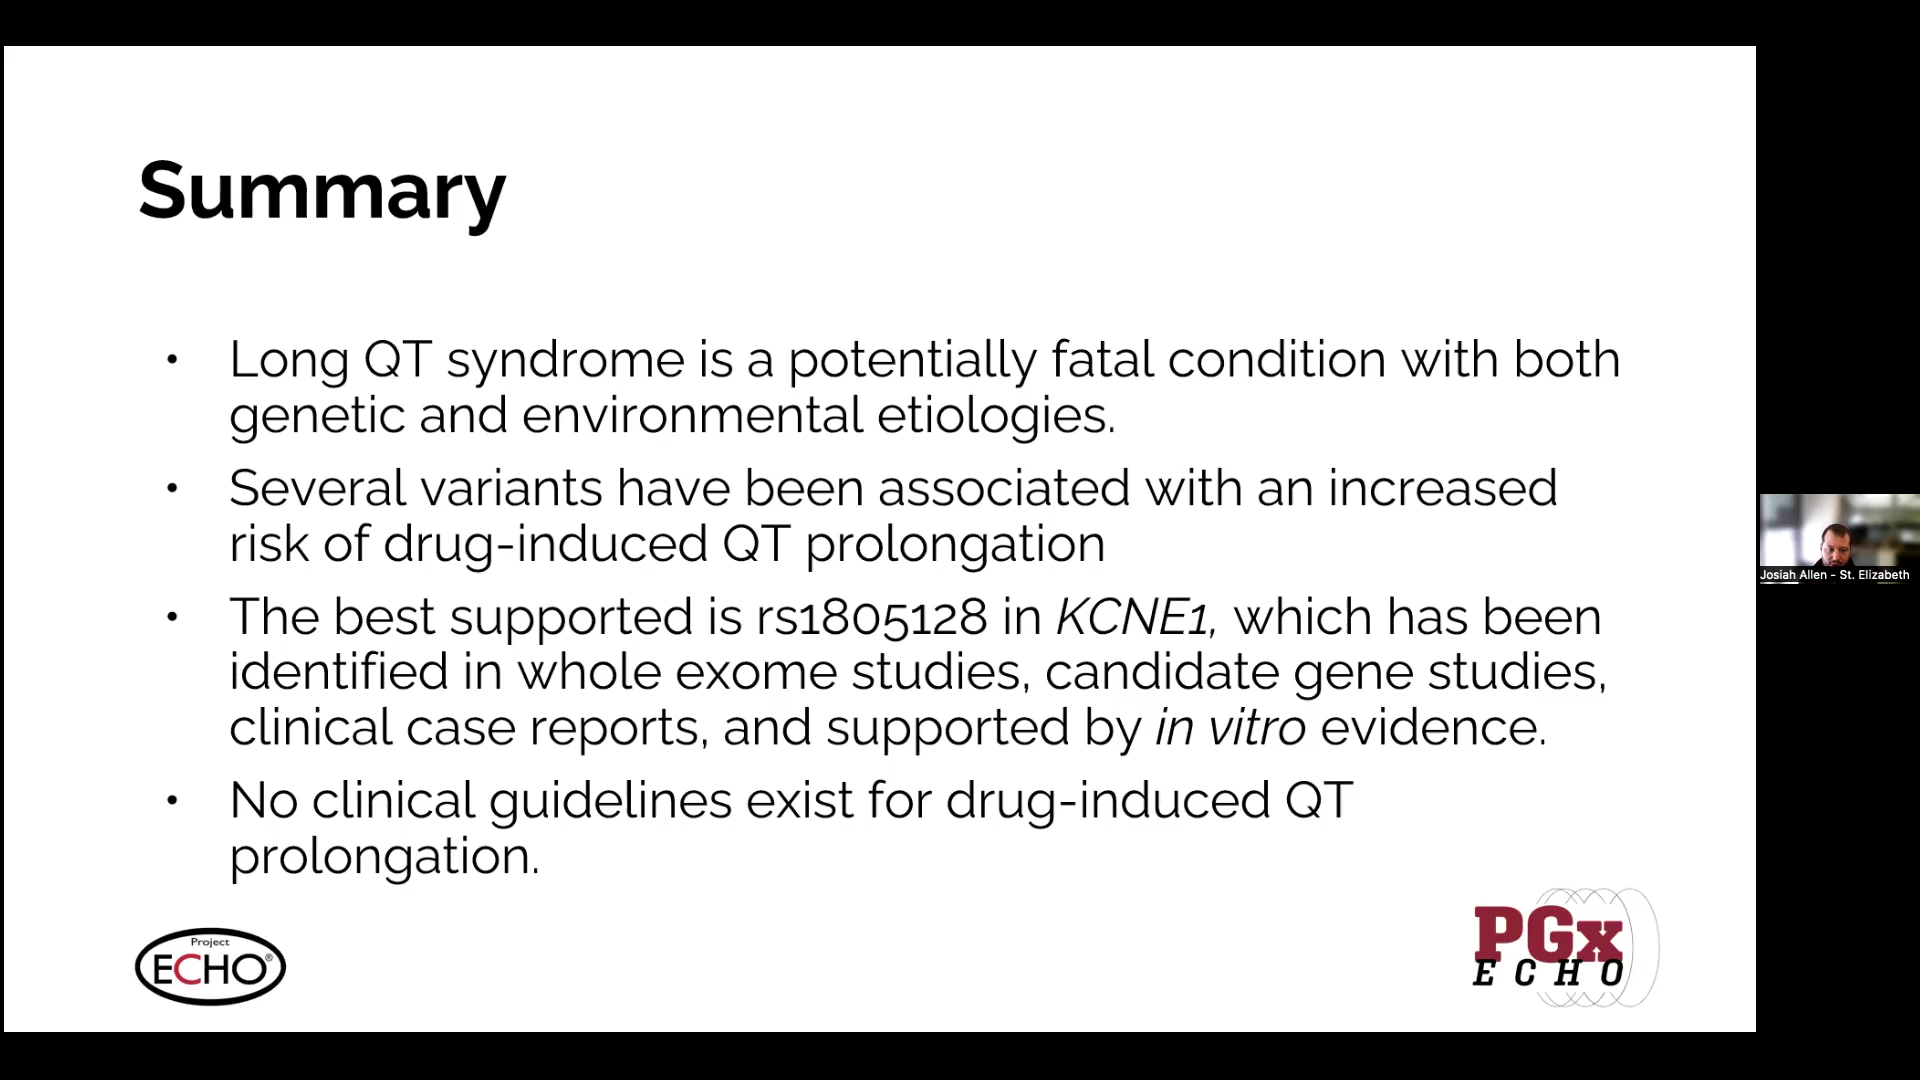 Summary
• Long QT syndrome is a potentially fatal condition with both
genetic and environmental etiologies.
• Several variants have been associated with an increased
risk of drug-induced QT prolongation
• The best supported is rs1805128 in KCNE1, which has been
identified in whole exome studies, candidate gene studies,
clinical case reports, and supported by in vitro evidence.
• No clinical guidelines exist for drug-induced QT
prolongation.
Project
ECHO®
PGx
ECHO
Josiah Allen - St. Elizabeth